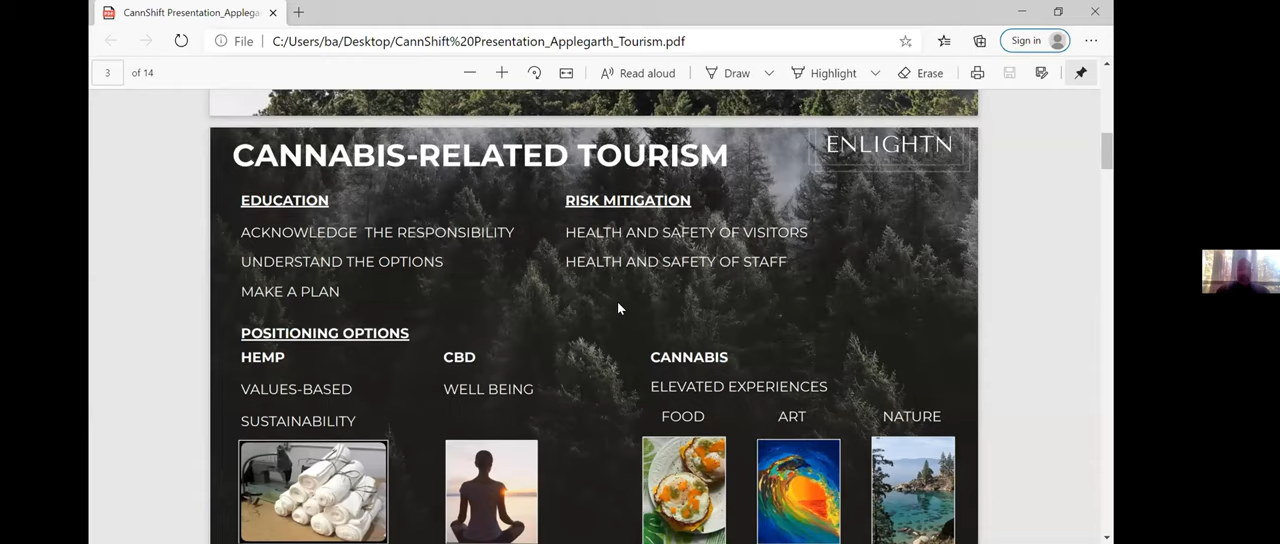 CannShift Presentation_Applega
File
C:/Users/ba/Desktop/CannShift%20Presentation_Applegarth_Tourism.pdf
Sign in
3 of 14
Read aloud
Draw
Highlight
Erase
CANNABIS-RELATED TOURISM
ENLIGHTN
EDUCATION
ACKNOWLEDGE THE RESPONSIBILITY
UNDERSTAND THE OPTIONS
MAKE A PLAN
RISK MITIGATION
HEALTH AND SAFETY OF VISITORS
HEALTH AND SAFETY OF STAFF
POSITIONING OPTIONS
HEMP
VALUES-BASED
SUSTAINABILITY
CBD
WELL BEING
CANNABIS
ELEVATED EXPERIENCES
FOOD ART NATURE